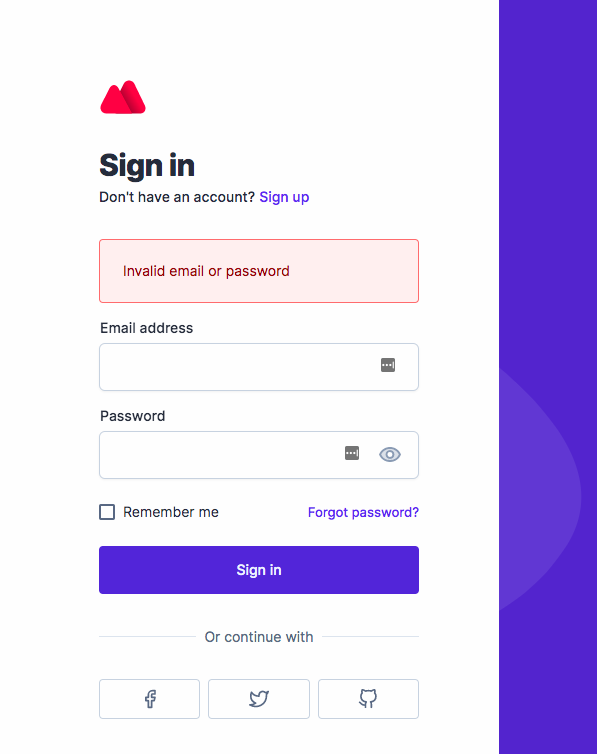 Sign in
Don't have an account? Sign up
Invalid email or password
Email address
Password
Remember me Forgot password?
Sign in
Or continue with